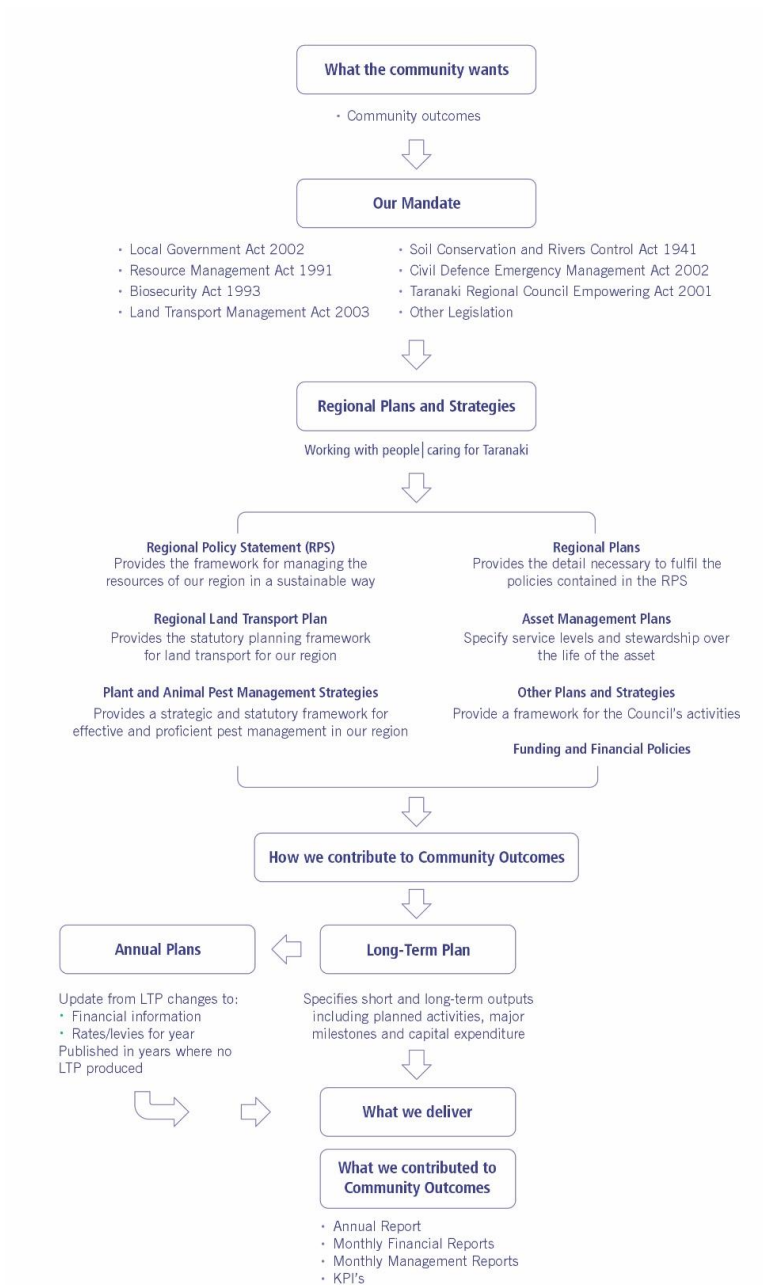 What the community wants
• Community outcomes
Our Mandate
• Local Government Act 2002
• Resource Management Act 1991
• Biosecurity Act 1993
• Land Transport Management Act 2003
• Soil Conservation and Rivers Control Act 1941
• Civil Defence Emergency Management Act 2002
• Taranaki Regional Council Empowering Act 2001
• Other Legislation
Regional Plans and Strategies
Working with people | caring for Taranaki
Regional Policy Statement (RPS)
Provides the framework for managing the
resources of our region in a sustainable way
Regional Land Transport Plan
Provides the statutory planning framework
for land transport for our region
Plant and Animal Pest Management Strategies
Provides a strategic and statutory framework for
effective and proficient pest management in our region
Regional Plans
Provides the detail necessary to fulfil the
policies contained in the RPS
Asset Management Plans
Specify service levels and stewardship over
the life of the asset
Other Plans and Strategies
Provide a framework for the Council's activities
Funding and Financial Policies
How we contribute to Community Outcomes
Annual Plans
Update from LTP changes to:
• Financial information
• Rates/levies for year
Published in years where no
LTP produced
Long-Term Plan
Specifies short and long-term outputs
including planned activities, major
milestones and capital expenditure
What we deliver
What we contributed to
Community Outcomes
• Annual Report
• Monthly Financial Reports
• Monthly Management Reports
• KPI's